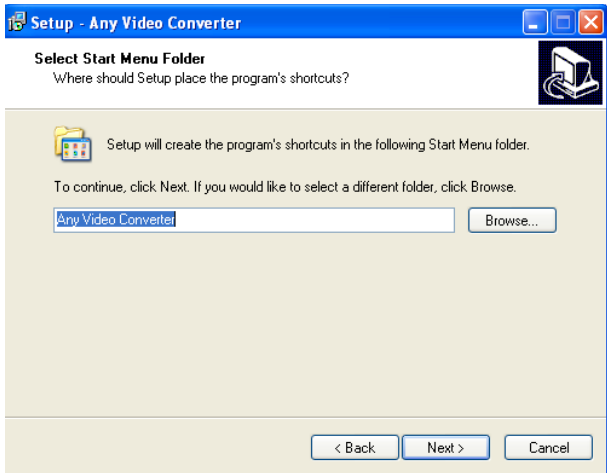 Setup - Any Video Converter
Select Start Menu Folder
Where should Setup place the program's shortcuts?
Setup will create the program's shortcuts in the following Start Menu folder.
To continue, click Next. If you would like to select a different folder, click Browse.
Any Video Converter
Browse...
< Back
Next >
Cancel